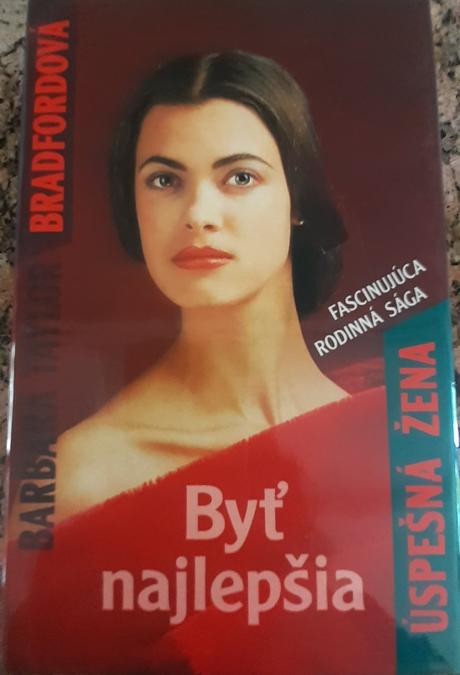 BARBARA TAYLOR BRADFORDOVÁ
FASCINUJÚCA
RODINNÁ SÁGA
ÚSPEŠNÁ ŽENA
Byť
najlepšia